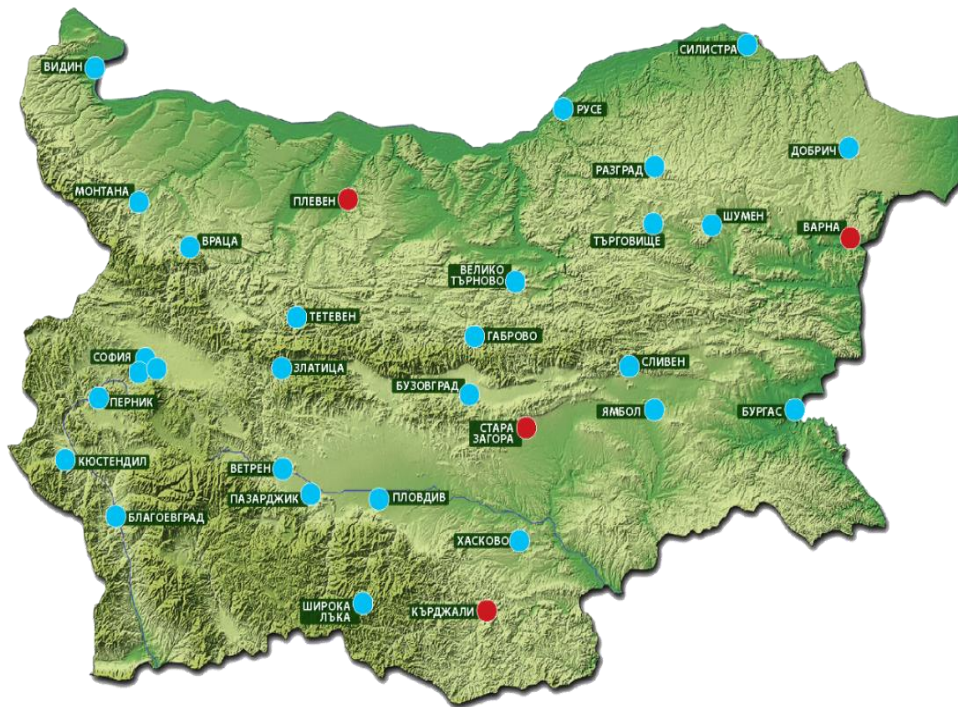 СИЛИСТРА
ВИДИН
РУСЕ
ДОБРИЧ
РАЗГРАД
МОНТАНА
ПЛЕВЕН
ШУМЕН
ВАРНА
ТЪРГОВИЩЕ
ВРАЦА
ВЕЛИКО
ТЪРНОВО
ТЕТЕВЕН
ГАБРОВО
СОФИЯ
ЗЛАТИЦА
СЛИВЕН
БУЗОВГРАД
ПЕРНИК
ЯМБОЛ
БУРГАС
СТАРА
ЗАГОРА
КЮСТЕНДИЛ
ВЕТРЕН
ПАЗАРДЖИК
ПЛОВДИВ
БЛАГОЕВГРАД
ХАСКОВО
ШИРОКА
ЛЪКА
КЪРДЖАЛИ